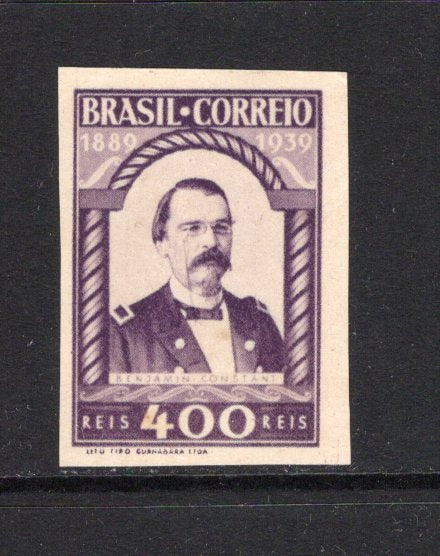 BRASIL·CORREIO
1889 1939
BENJAMIN CONSTANT
REIS 400 REIS
LITO TIPO GUANABARA LTDA